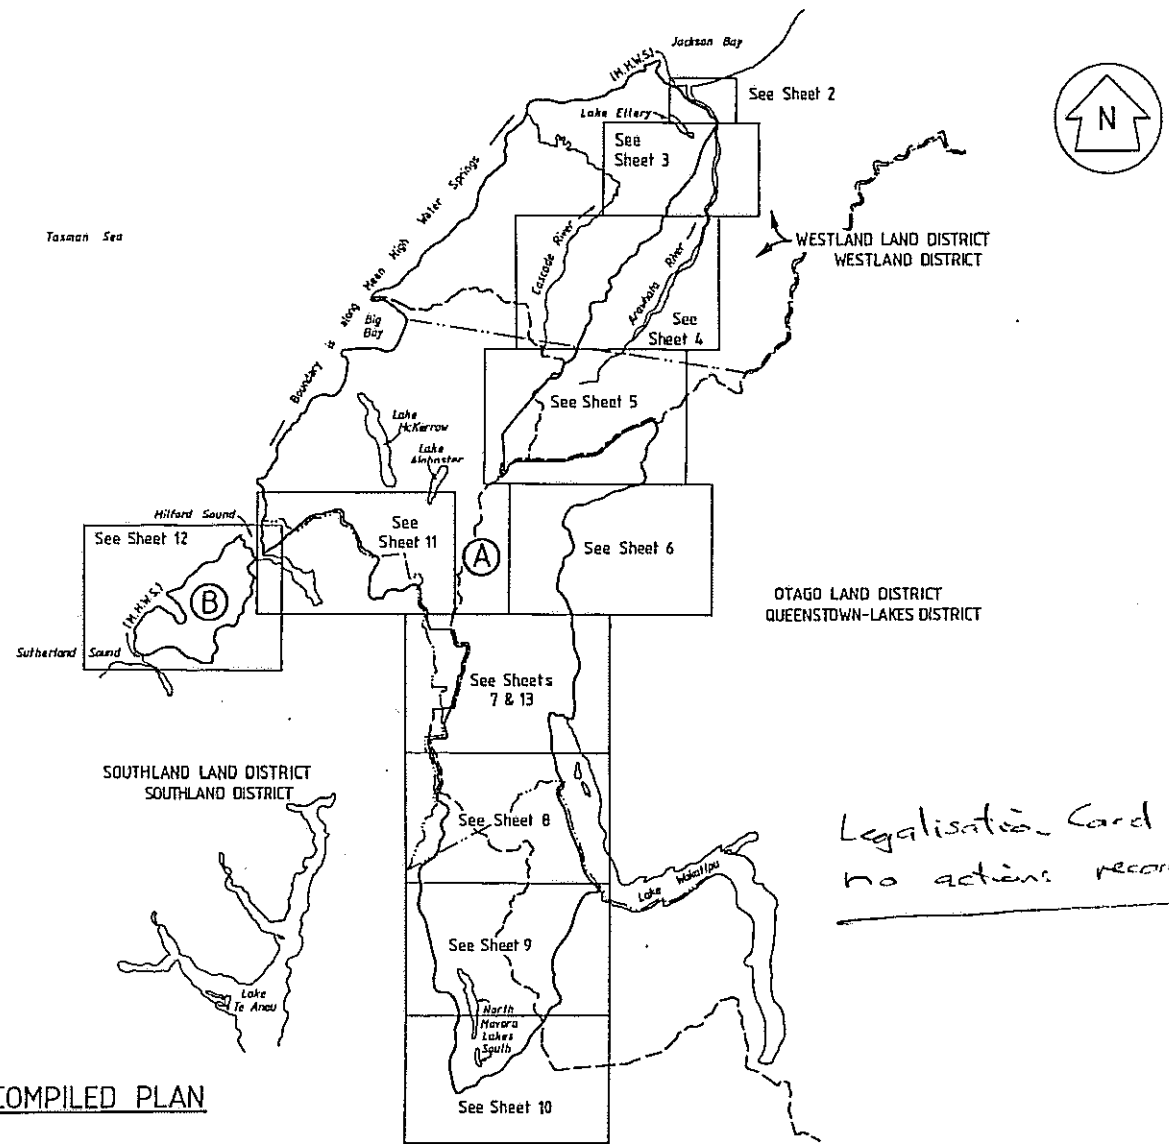 Jackson Bay
(M.H.W.S.)
See Sheet 2
Lake Ellery
N
See
Sheet 3
Tasman Sea
Boundary is along Mean High Water Springs
Cascade River
Arawhata River
WESTLAND LAND DISTRICT
WESTLAND DISTRICT
Big
Bay
See
Sheet 4
See Sheet 5
Lake
McKerrow
Lake
Alabaster
Milford Sound
See Sheet 12
See
Sheet 11
A
See Sheet 6
(M.H.W.S.)
B
OTAGO LAND DISTRICT
QUEENSTOWN-LAKES DISTRICT
Sutherland Sound
See Sheets
7 & 13
SOUTHLAND LAND DISTRICT
SOUTHLAND DISTRICT
See Sheet 8
Legalisation Card
no actions recor
Lake Wakatipu
See Sheet 9
Lake
Te Anau
North
Mavora
Lakes
South
COMPILED PLAN
See Sheet 10